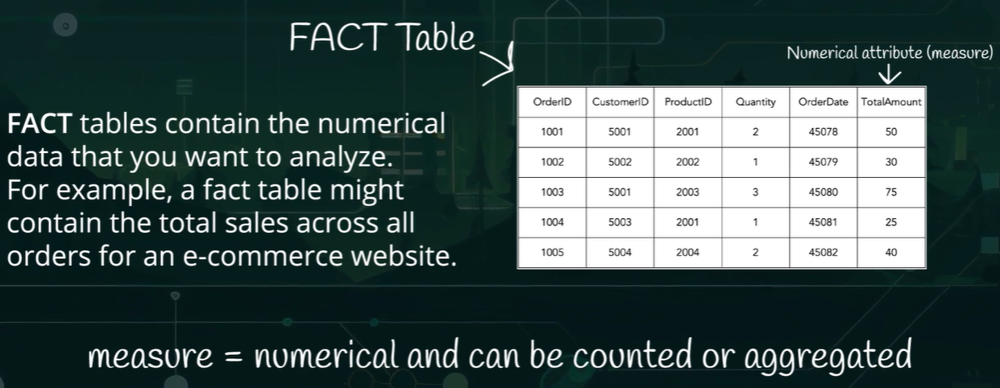 FACT Table
Numerical attribute (measure)
FACT tables contain the numerical
data that you want to analyze.
For example, a fact table might
contain the total sales across all
orders for an e-commerce website.
OrderID CustomerID ProductID Quantity OrderDate TotalAmount
1001 5001 2001 2 45078 50
1002 5002 2002 1 45079 30
1003 5001 2003 3 45080 75
1004 5003 2001 1 45081 25
1005 5004 2004 2 45082 40
measure = numerical and can be counted or aggregated